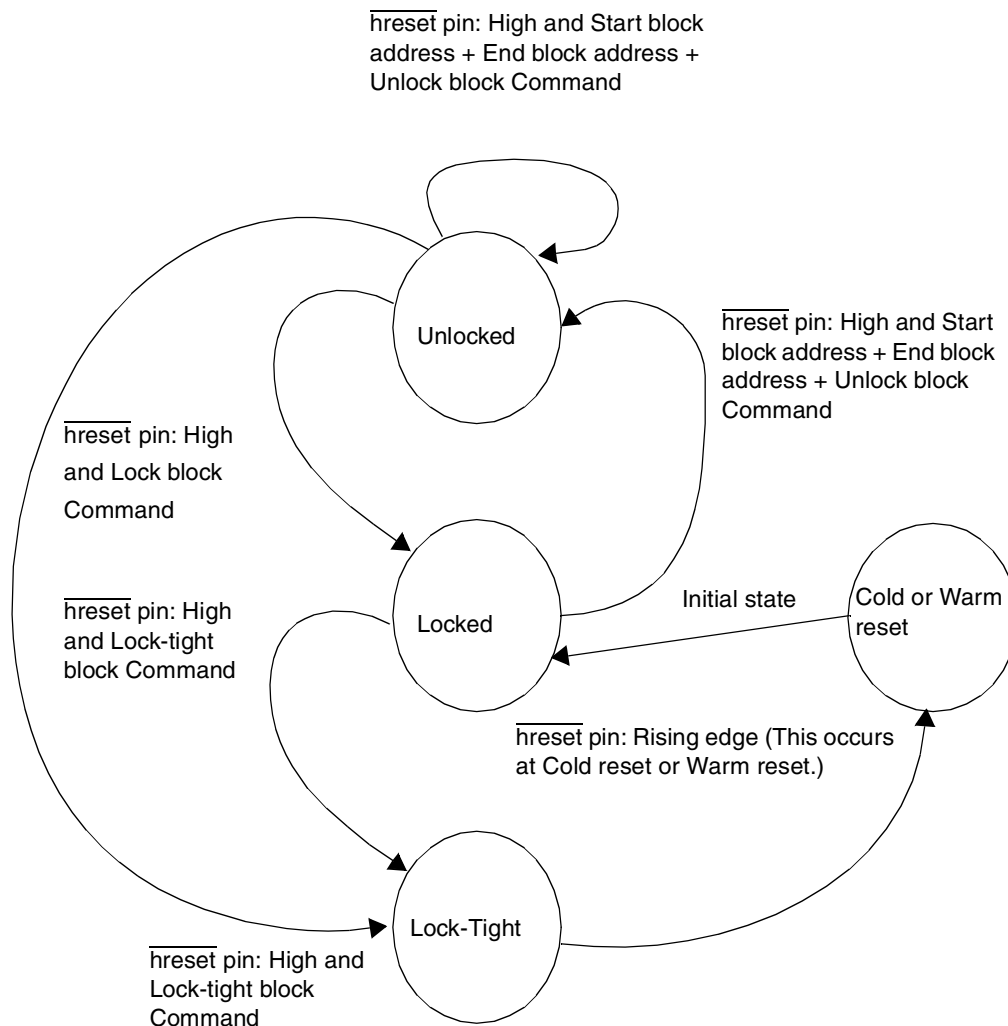 hreset pin: High and Start block
address + End block address +
Unlock block Command
Unlocked
hreset pin: High and Start
block address + End block
address + Unlock block
Command
hreset pin: High
and Lock block
Command
hreset pin: High
and Lock-tight
block Command
Locked
Initial state
Cold or Warm
reset
hreset pin: Rising edge (This occurs
at Cold reset or Warm reset.)
Lock-Tight
hreset pin: High and
Lock-tight block
Command